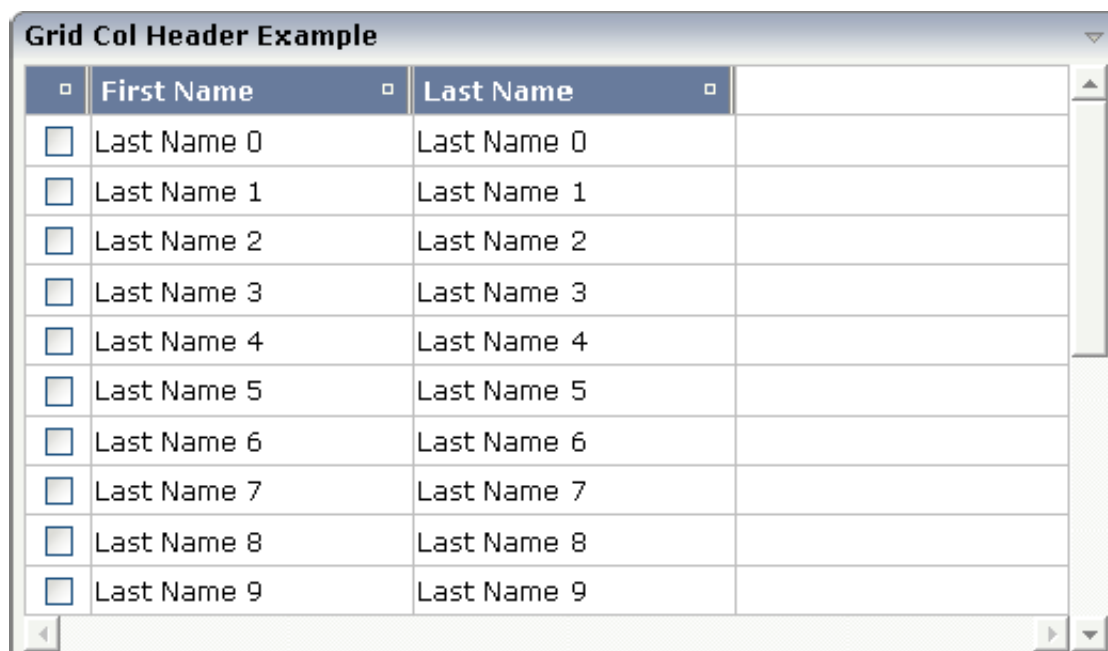 Grid Col Header Example
First Name Last Name
Last Name 0 Last Name 0
Last Name 1 Last Name 1
Last Name 2 Last Name 2
Last Name 3 Last Name 3
Last Name 4 Last Name 4
Last Name 5 Last Name 5
Last Name 6 Last Name 6
Last Name 7 Last Name 7
Last Name 8 Last Name 8
Last Name 9 Last Name 9